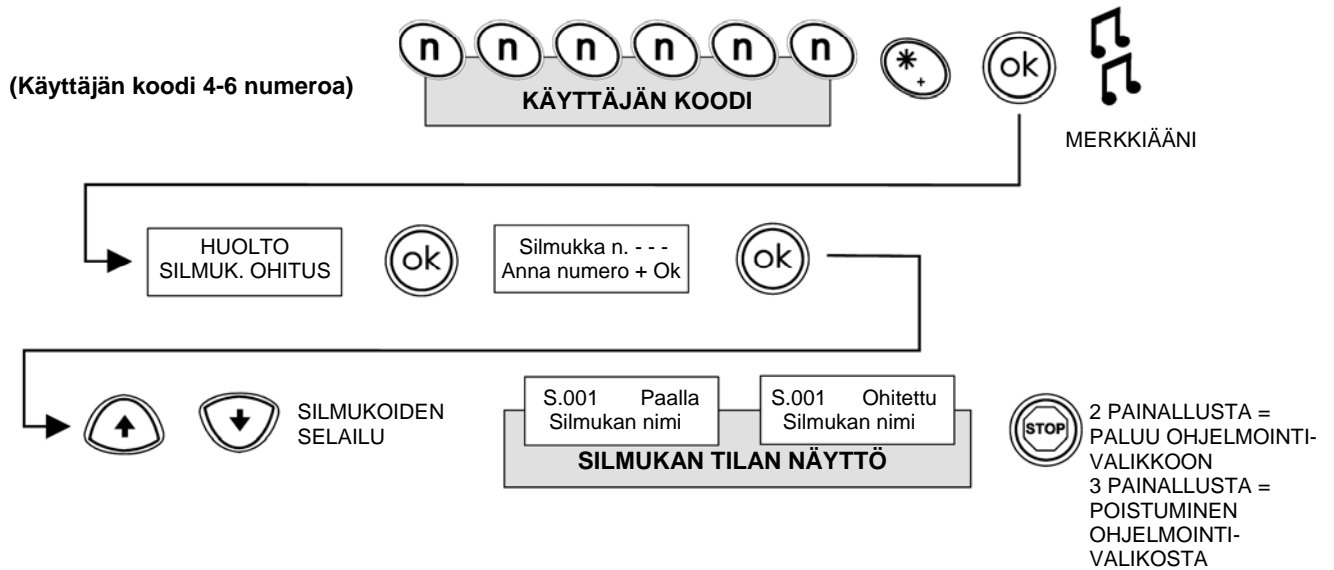 n n n n n n * + ok
(Käyttäjän koodi 4-6 numeroa)
KÄYTTÄJÄN KOODI
MERKKIÄÄNI
HUOLTO
SILMUK. OHITUS
ok
Silmukka n. - - -
Anna numero + Ok
ok
SILMUKOIDEN
SELAILU
S.001 Paalla
Silmukan nimi
S.001 Ohitettu
Silmukan nimi
SILMUKAN TILAN NÄYTTÖ
STOP
2 PAINALLUSTA =
PALUU OHJELMOINTI-
VALIKKOON
3 PAINALLUSTA =
POISTUMINEN
OHJELMOINTI-
VALIKOSTA